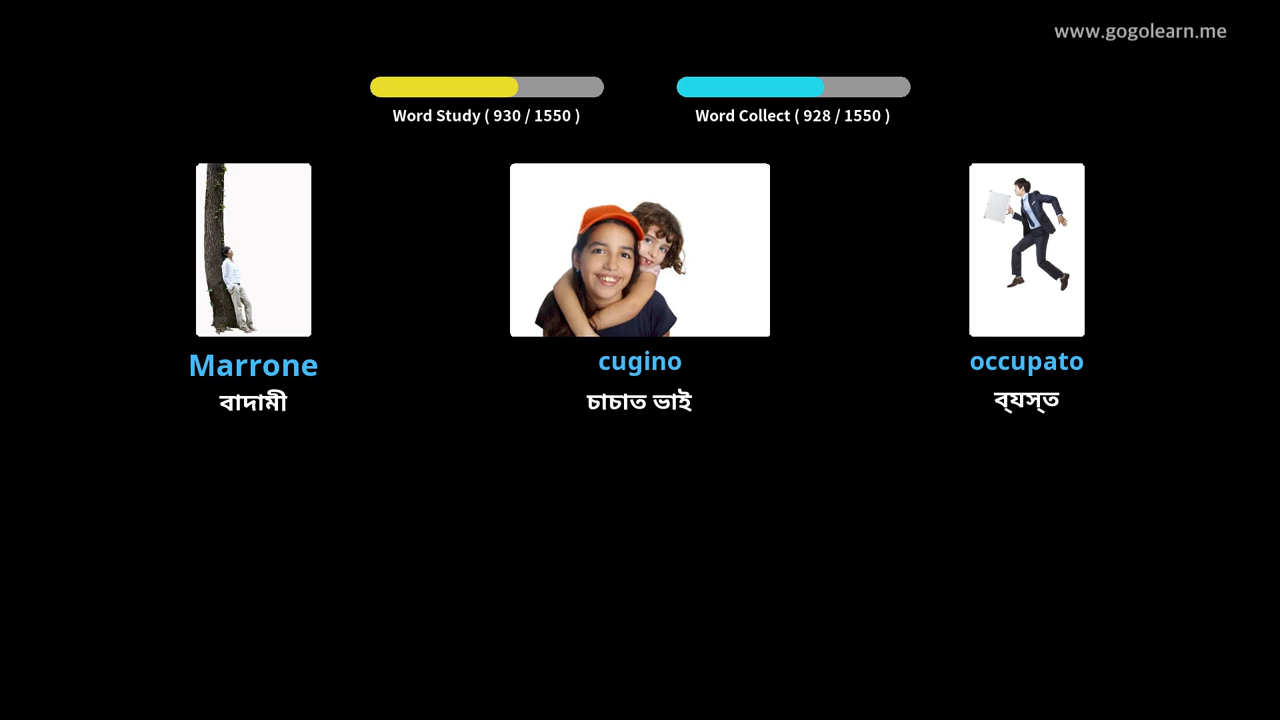 www.gogolearn.me
Word Study ( 930 / 1550 )
Word Collect ( 928 / 1550 )
Marrone
cugino
occupato
বাদামী
চাচাত ভাই
ব্যস্ত